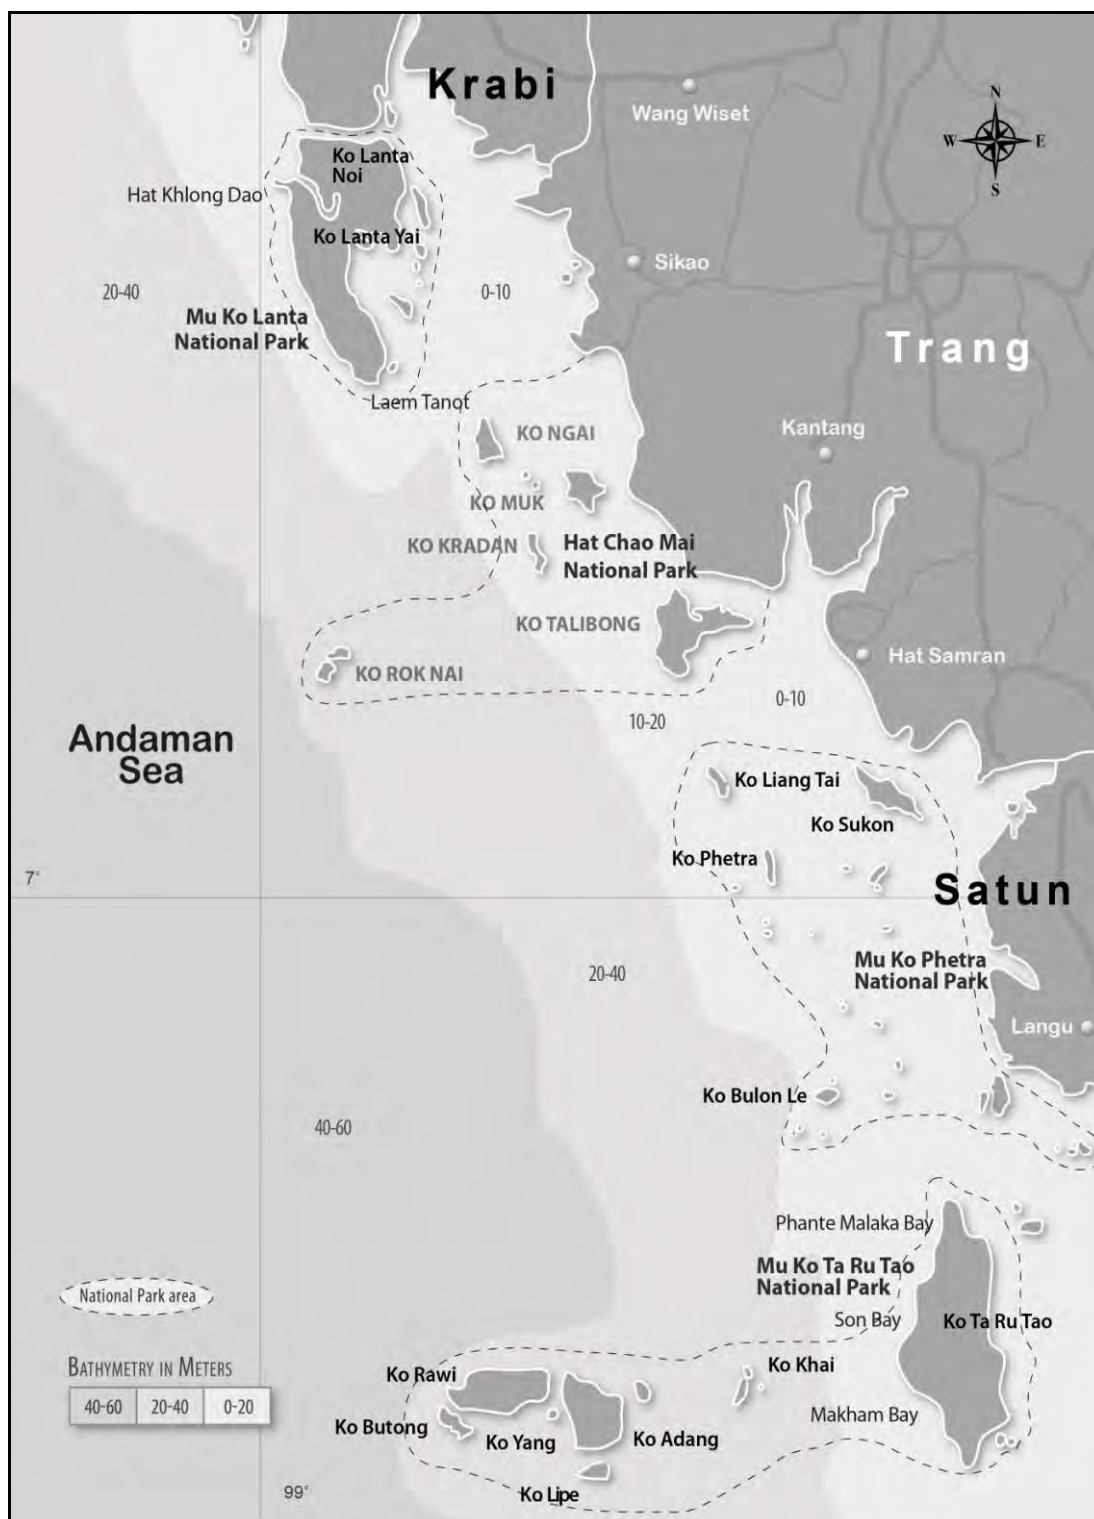 Krabi
Wang Wiset
N
W
E
S
Ko Lanta
Noi
Hat Khlong Dao
Ko Lanta Yai
Sikao
20-40
0-10
Mu Ko Lanta
National Park
Trang
Laem Tanot
KO NGAI
Kantang
KO MUK
KO KRADAN
Hat Chao Mai
National Park
KO TALIBONG
Hat Samran
KO ROK NAI
0-10
10-20
Andaman
Sea
Ko Liang Tai
Ko Sukon
Ko Phetra
7°
Satun
Mu Ko Phetra
National Park
20-40
Langu
Ko Bulon Le
40-60
Phante Malaka Bay
Mu Ko Ta Ru Tao
National Park
National Park area
Son Bay
Ko Ta Ru Tao
BATHYMETRY IN METERS
40-60
20-40
0-20
Ko Rawi
Ko Khai
Ko Butong
Ko Yang
Ko Adang
Makham Bay
Ko Lipe
99°